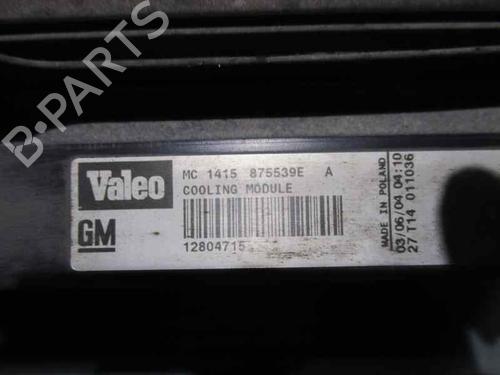 B-PARTS
Valeo
MC 1415 875539E A
COOLING MODULE
GM
12804715
MADE IN POLAND
03/06/04 04:10
27 T14 011036